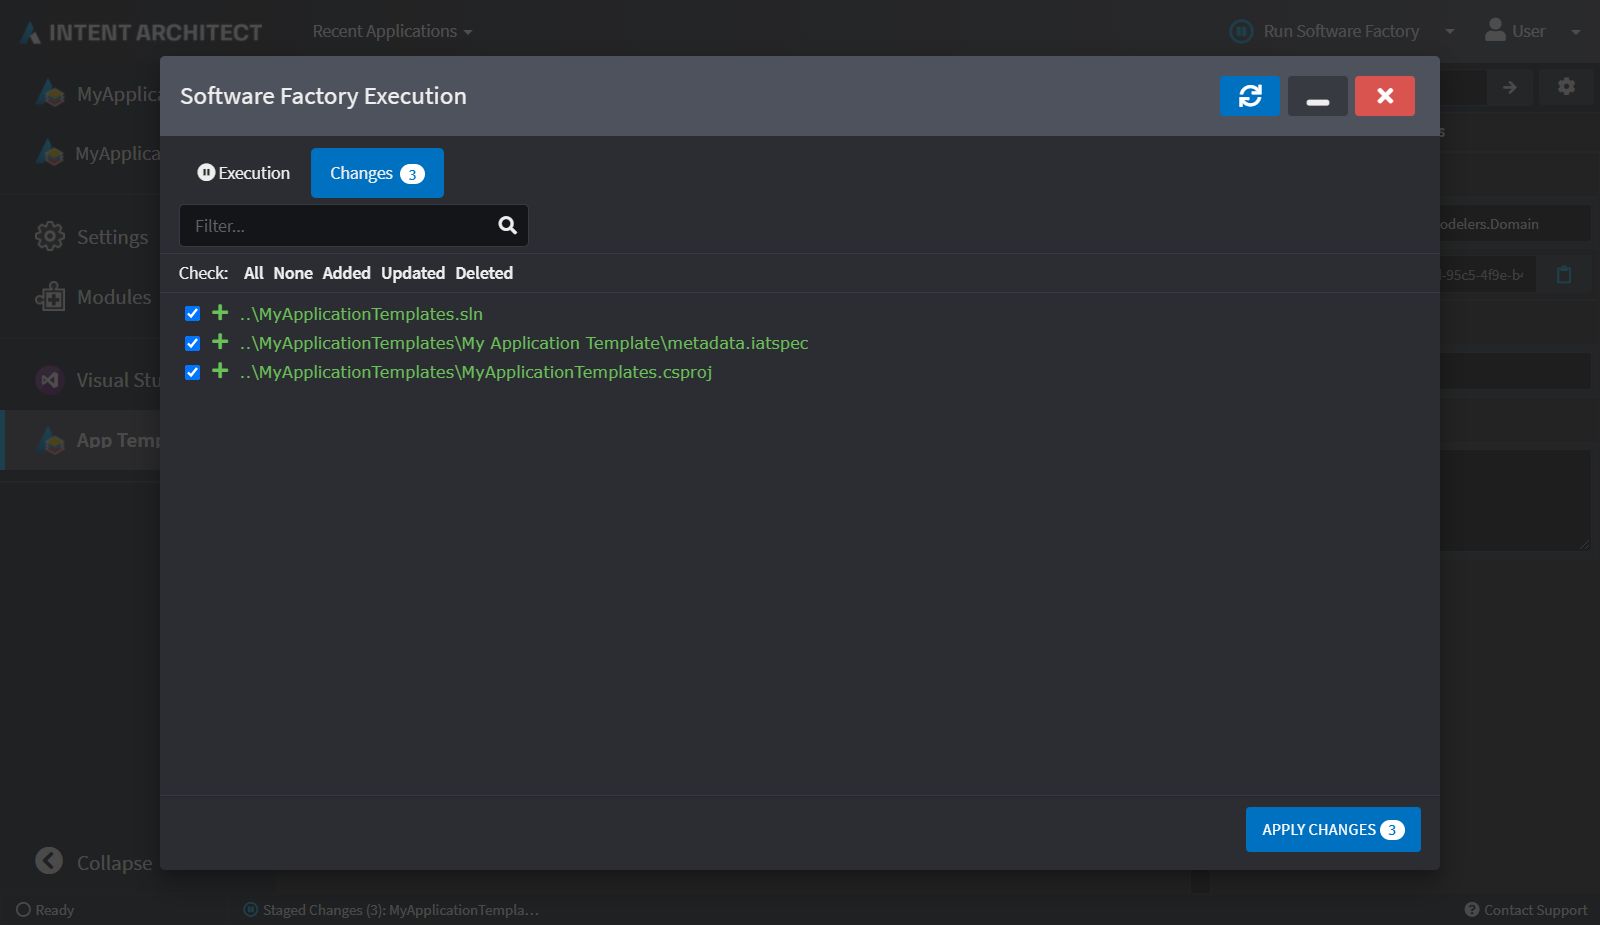 INTENT ARCHITECT
Recent Applications
Run Software Factory
User
MyApplica
MyApplica
Settings
Modules
Visual Stu
App Temp
Collapse
Software Factory Execution
Execution
Changes 3
Filter...
Check: All None Added Updated Deleted
..\MyApplicationTemplates.sln
..\MyApplicationTemplates\My Application Template\metadata.iatspec
..\MyApplicationTemplates\MyApplicationTemplates.csproj
APPLY CHANGES 3
s
odelers.Domain
-95c5-4f9e-b
Ready
Staged Changes (3): MyApplicationTempla...
Contact Support